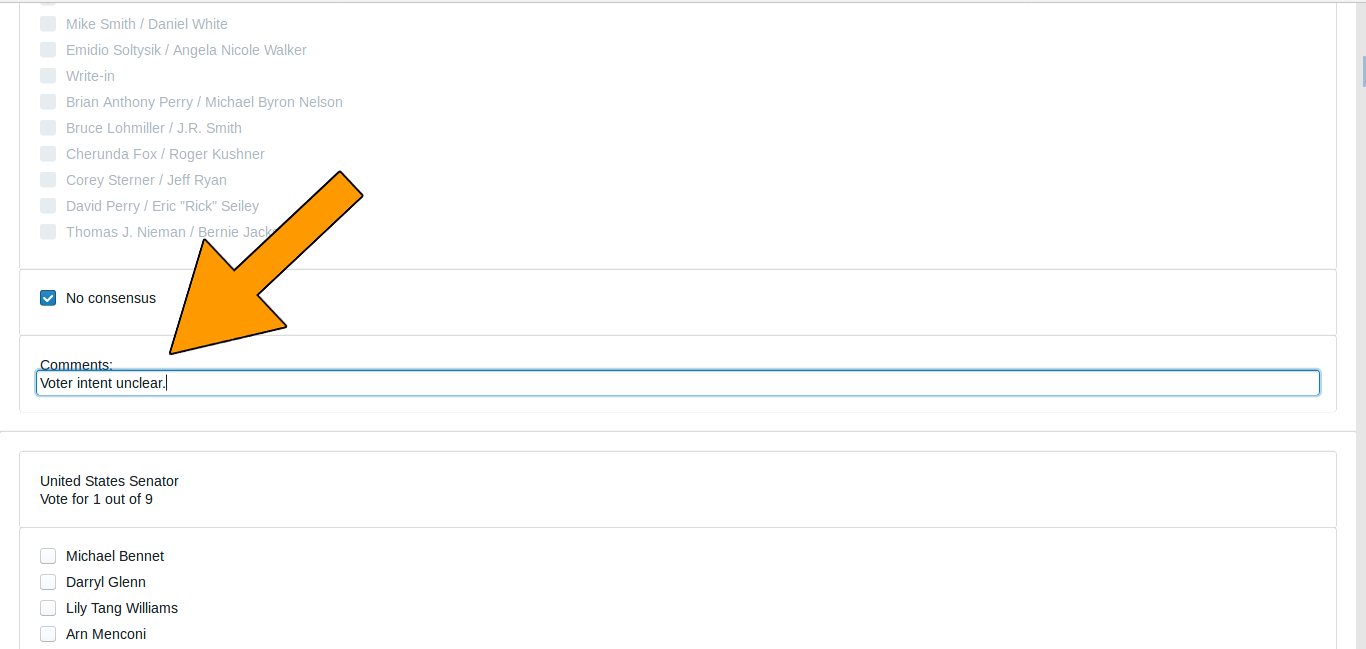 Mike Smith / Daniel White
Emidio Soltysik / Angela Nicole Walker
Write-in
Brian Anthony Perry / Michael Byron Nelson
Bruce Lohmiller / J.R. Smith
Cherunda Fox / Roger Kushner
Corey Sterner / Jeff Ryan
David Perry / Eric "Rick" Seiley
Thomas J. Nieman / Bernie
No consensus
Comments:
Voter intent unclear.
United States Senator
Vote for 1 out of 9
Michael Bennet
Darryl Glenn
Lily Tang Williams
Arn Menconi